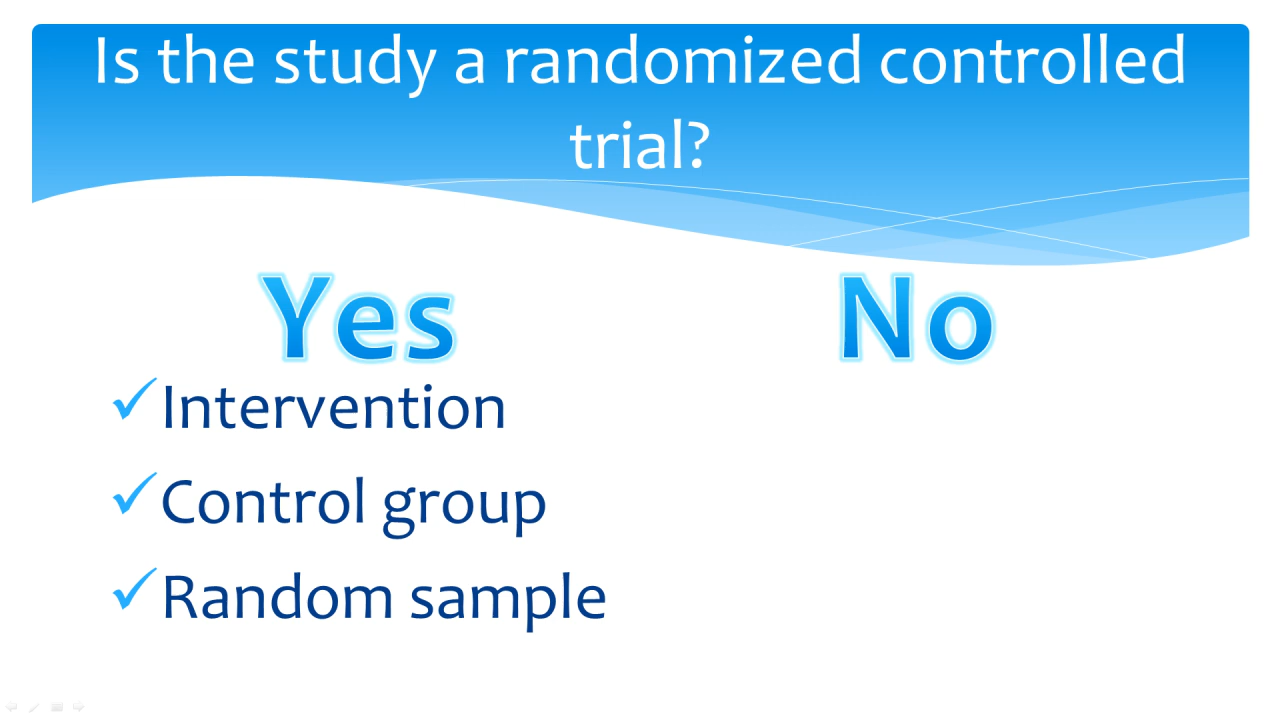 Is the study a randomized controlled
trial?
Yes
No
Intervention
Control group
Random sample